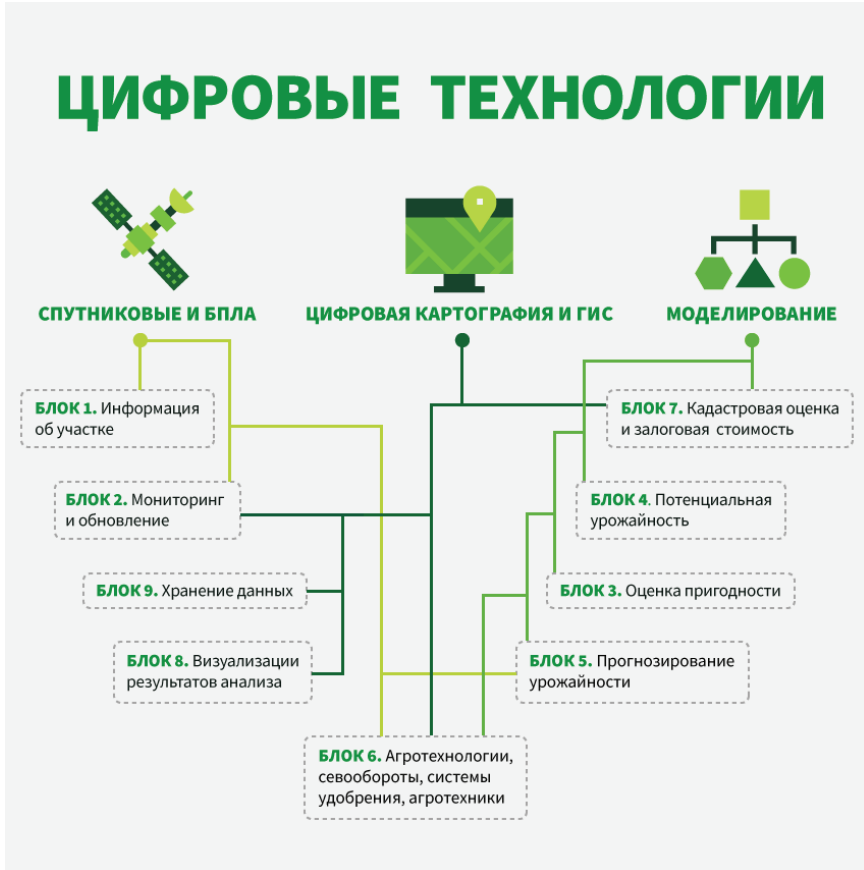 ЦИФРОВЫЕ ТЕХНОЛОГИИ
СПУТНИКОВЫЕ И БПЛА
ЦИФРОВАЯ КАРТОГРАФИЯ И ГИС
МОДЕЛИРОВАНИЕ
БЛОК 1. Информация
об участке
БЛОК 7. Кадастровая оценка
и залоговая стоимость
БЛОК 2. Мониторинг
и обновление
БЛОК 4. Потенциальная
урожайность
БЛОК 9. Хранение данных
БЛОК 3. Оценка пригодности
БЛОК 8. Визуализации
результатов анализа
БЛОК 5. Прогнозирование
урожайности
БЛОК 6. Агротехнологии,
севообороты, системы
удобрения, агротехники